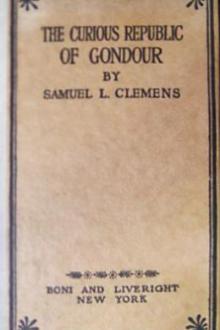 THE CURIOUS REPUBLIC
OF GONDOUR
BY
SAMUEL L. CLEMENS
BONI AND LIVERIGHT
NEW YORK